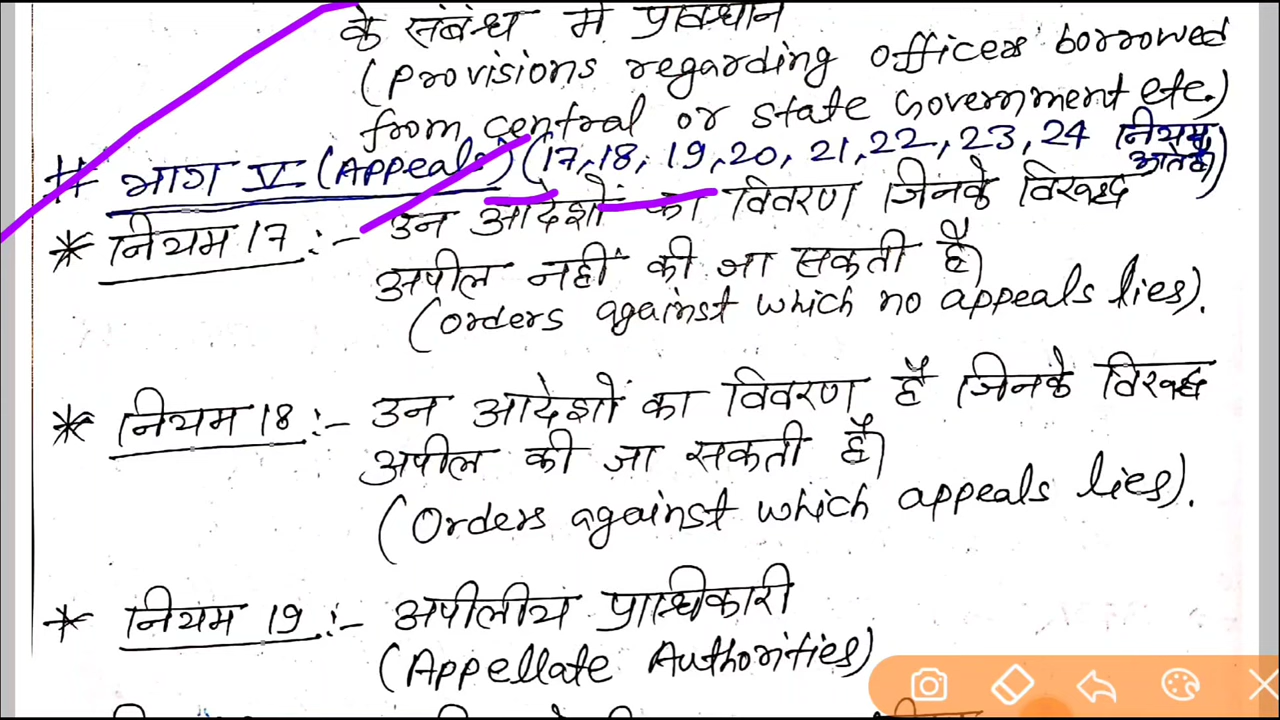 के संबंध में प्रावधान
(provisions regarding officers borrowed
from central or state Government etc.)
# भाग V (Appeals) (17, 18, 19, 20, 21, 22, 23, 24 नियम
आते है)
* नियम 17 :- उन आदेशों का विवरण जिनके विरुद्ध
अपील नहीं की जा सकती है
(Orders against which no appeals lies).
* नियम 18 :- उन आदेशों का विवरण है जिनके विरुद्ध
अपील की जा सकती है
(Orders against which appeals lies).
* नियम 19 :- अपीलीय प्राधिकारी
(Appellate Authorities)